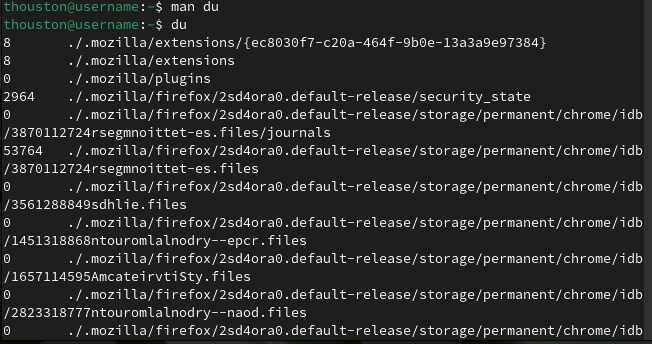 thouston@username:~$ man du
thouston@username:~$ du
8       ./.mozilla/extensions/{ec8030f7-c20a-464f-9b0e-13a3a9e97384}
8       ./.mozilla/extensions
0       ./.mozilla/plugins
2964    ./.mozilla/firefox/2sd4ora0.default-release/security_state
0       ./.mozilla/firefox/2sd4ora0.default-release/storage/permanent/chrome/idb
/3870112724rsegmnoittet-es.files/journals
53764   ./.mozilla/firefox/2sd4ora0.default-release/storage/permanent/chrome/idb
/3870112724rsegmnoittet-es.files
0       ./.mozilla/firefox/2sd4ora0.default-release/storage/permanent/chrome/idb
/3561288849sdhlie.files
0       ./.mozilla/firefox/2sd4ora0.default-release/storage/permanent/chrome/idb
/1451318868ntouromlalnodry--epcr.files
0       ./.mozilla/firefox/2sd4ora0.default-release/storage/permanent/chrome/idb
/1657114595AmcateirvtiSty.files
0       ./.mozilla/firefox/2sd4ora0.default-release/storage/permanent/chrome/idb
/2823318777ntouromlalnodry--naod.files
0       ./.mozilla/firefox/2sd4ora0.default-release/storage/permanent/chrome/idb